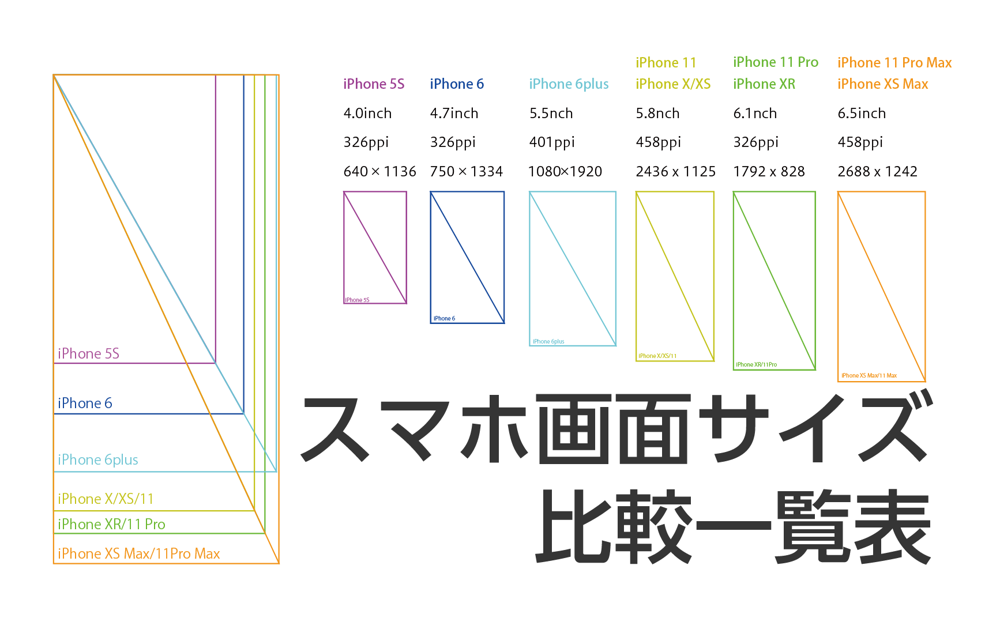 iPhone 5S
iPhone 6
iPhone 6plus
iPhone X/XS/11
iPhone XR/11 Pro
iPhone XS Max/11Pro Max
iPhone 5S
4.0inch
326ppi
640 × 1136
iPhone 5S
iPhone 6
4.7inch
326ppi
750 × 1334
iPhone 6
iPhone 6plus
5.5nch
401ppi
1080×1920
iPhone 6plus
iPhone 11
iPhone X/XS
5.8nch
458ppi
2436 x 1125
iPhone X/XS/11
iPhone 11 Pro
iPhone XR
6.1nch
326ppi
1792 x 828
iPhone XR/11Pro
iPhone 11 Pro Max
iPhone XS Max
6.5inch
458ppi
2688 x 1242
iPhone XS Max/11 Max
スマホ画面サイズ
比較一覧表